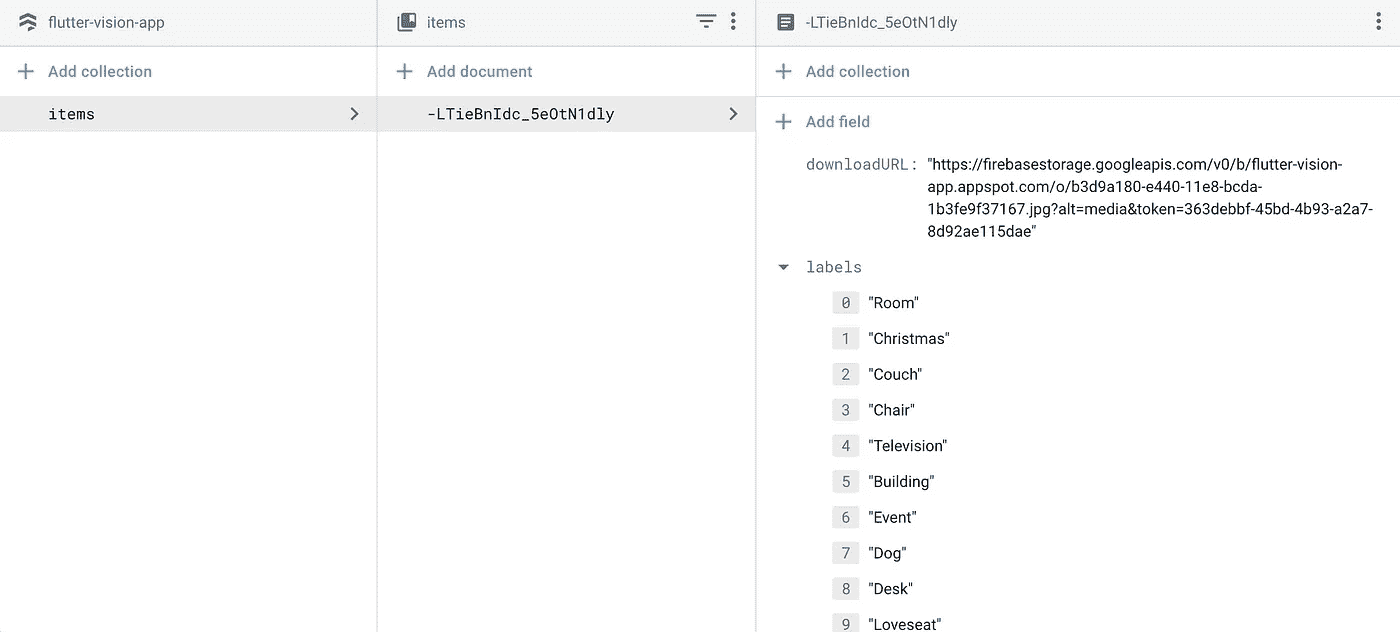 flutter-vision-app
items
-LTieBnIdc_5eOtN1dly
Add collection
Add document
Add collection
items
-LTieBnIdc_5eOtN1dly
Add field
downloadURL: "https://firebasestorage.googleapis.com/v0/b/flutter-vision-
app.appspot.com/o/b3d9a180-e440-11e8-bcda-
1b3fe9f37167.jpg?alt=media&token=363debbf-45bd-4b93-a2a7-
8d92ae115dae"
labels
0 "Room"
1 "Christmas"
2 "Couch"
3 "Chair"
4 "Television"
5 "Building"
6 "Event"
7 "Dog"
8 "Desk"
9 "Loveseat"